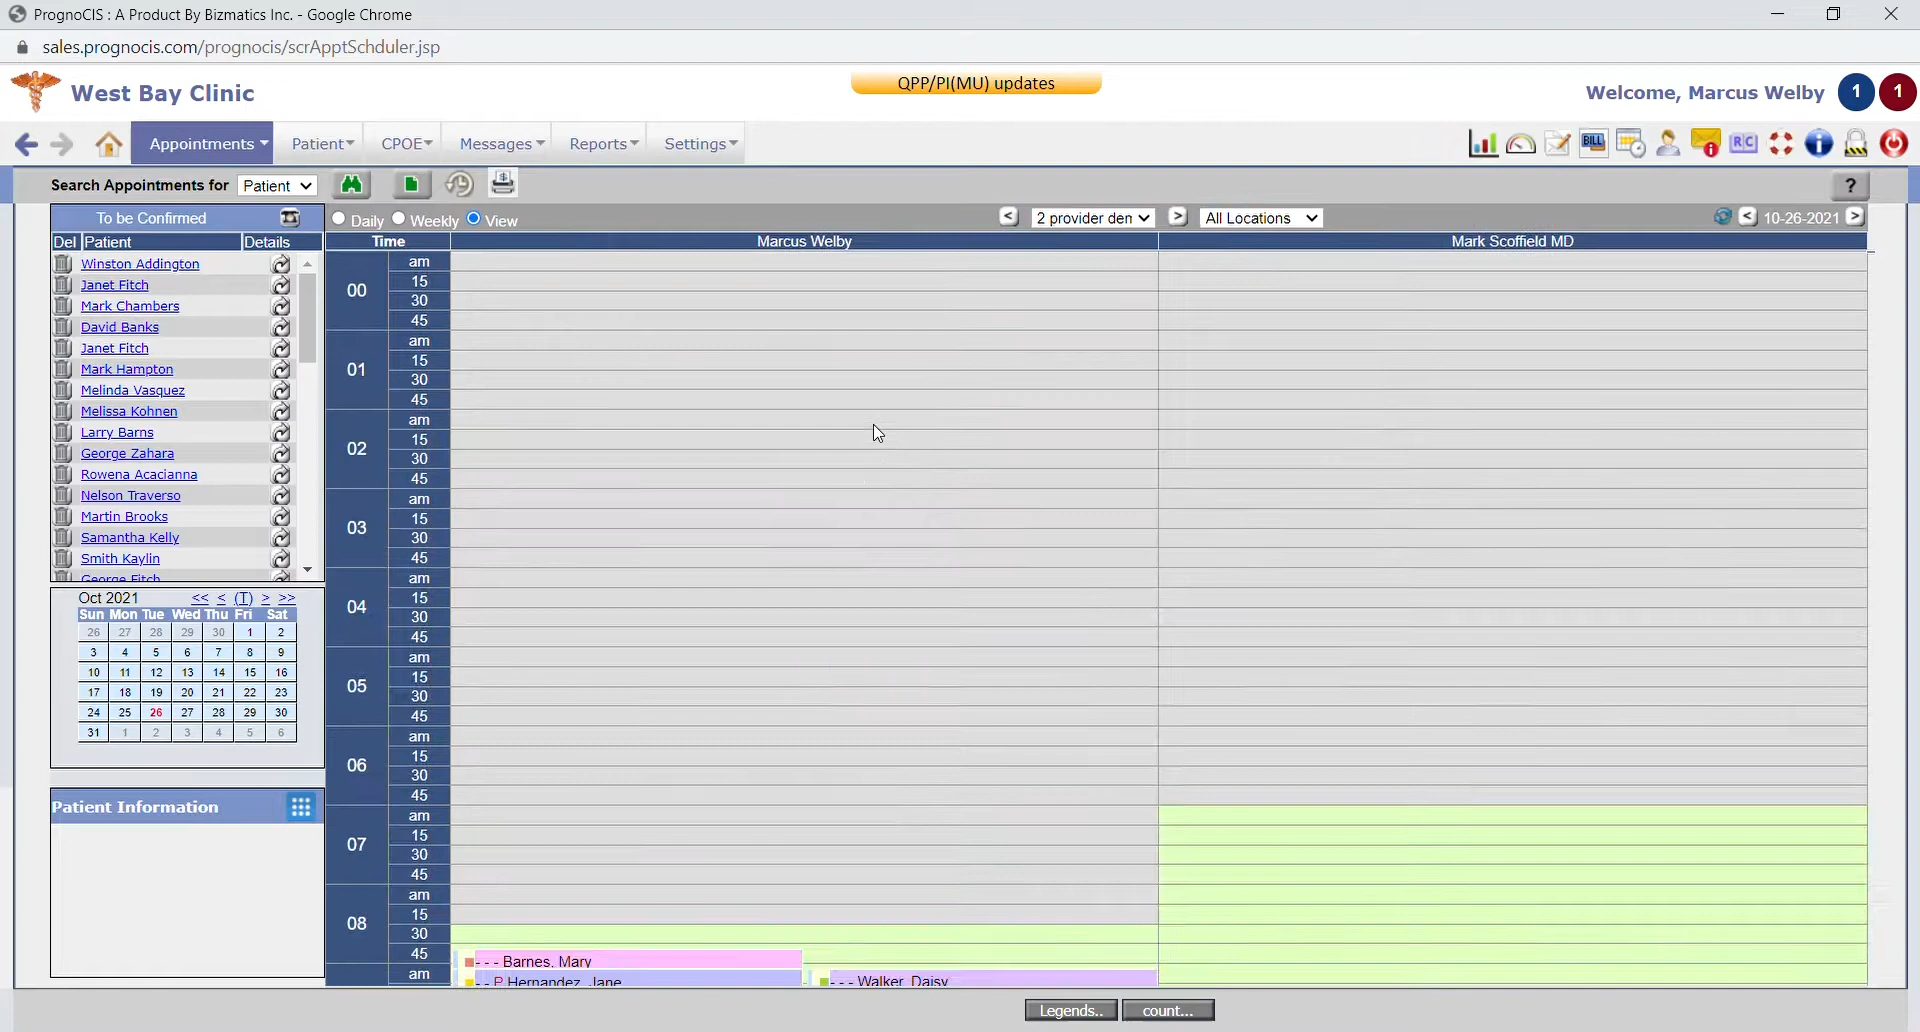 PrognoCIS : A Product By Bizmatics Inc. - Google Chrome
sales.prognocis.com/prognocis/scrApptSchduler.jsp
West Bay Clinic
QPP/PI(MU) updates
Welcome, Marcus Welby 1 1
Appointments Patient CPOE Messages Reports Settings
BILL RC
Search Appointments for Patient
?
To be Confirmed
Daily Weekly View
< 2 provider den > All Locations
< 10-26-2021 >
Del Patient Details
Winston Addington
Janet Fitch
Mark Chambers
David Banks
Janet Fitch
Mark Hampton
Melinda Vasquez
Melissa Kohnen
Larry Barns
George Zahara
Rowena Acacianna
Nelson Traverso
Martin Brooks
Samantha Kelly
Smith Kaylin
George Fitch
Oct 2021 << < (T) > >>
Sun Mon Tue Wed Thu Fri Sat
26 27 28 29 30 1 2
3 4 5 6 7 8 9
10 11 12 13 14 15 16
17 18 19 20 21 22 23
24 25 26 27 28 29 30
31 1 2 3 4 5 6
Patient Information
Time Marcus Welby Mark Scoffield MD
00 am
15
30
45
01 am
15
30
45
02 am
15
30
45
03 am
15
30
45
04 am
15
30
45
05 am
15
30
45
06 am
15
30
45
07 am
15
30
45
08 am
15
30
45
- - - Barnes, Mary
am
- - P Hernandez, Jane
- - - Walker, Daisy
Legends.. count...